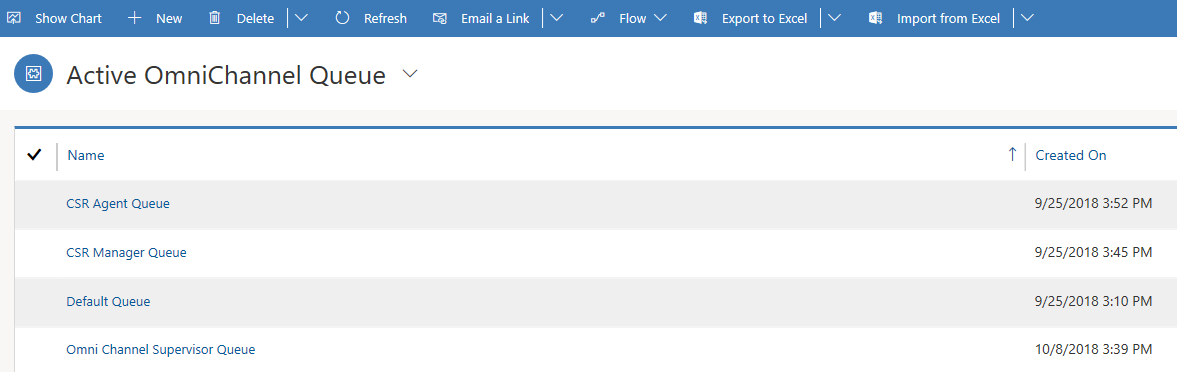 Show Chart New Delete Refresh Email a Link Flow Export to Excel Import from Excel
Active OmniChannel Queue
Name Created On
CSR Agent Queue 9/25/2018 3:52 PM
CSR Manager Queue 9/25/2018 3:45 PM
Default Queue 9/25/2018 3:10 PM
Omni Channel Supervisor Queue 10/8/2018 3:39 PM